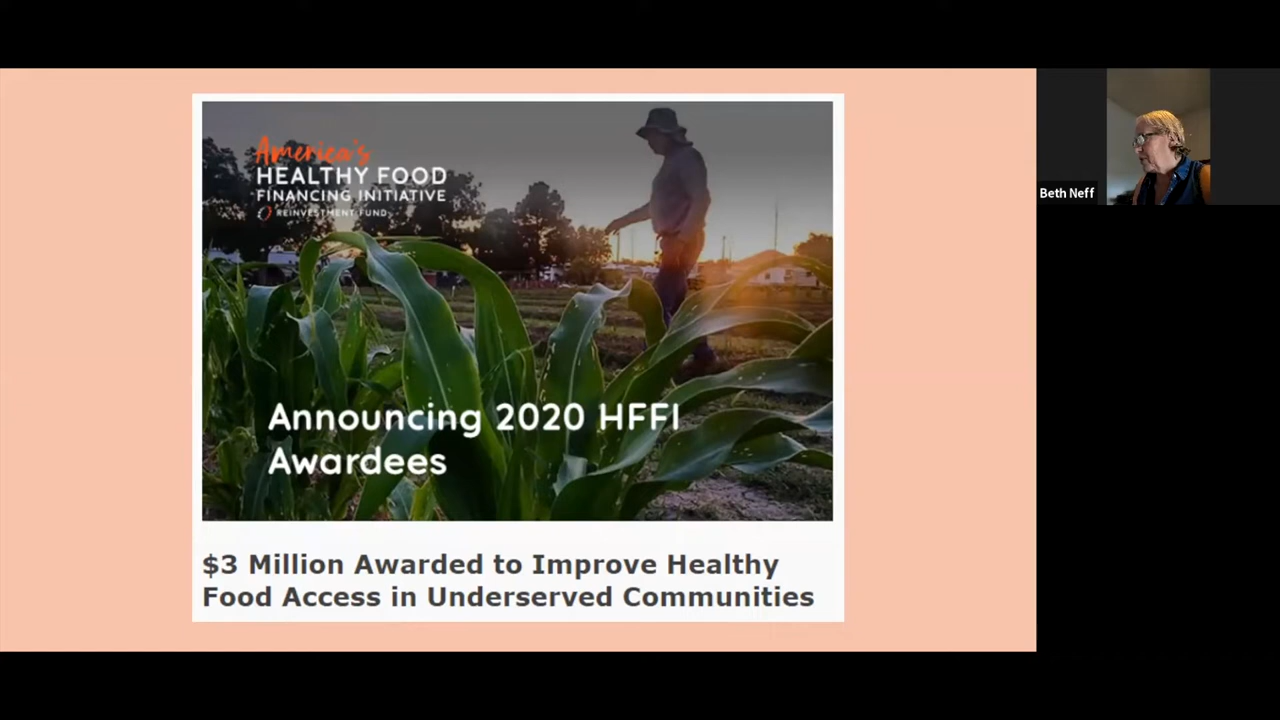 America's
HEALTHY FOOD
FINANCING INITIATIVE
REINVESTMENT FUND
Announcing 2020 HFFI
Awardees
$3 Million Awarded to Improve Healthy
Food Access in Underserved Communities
Beth Neff